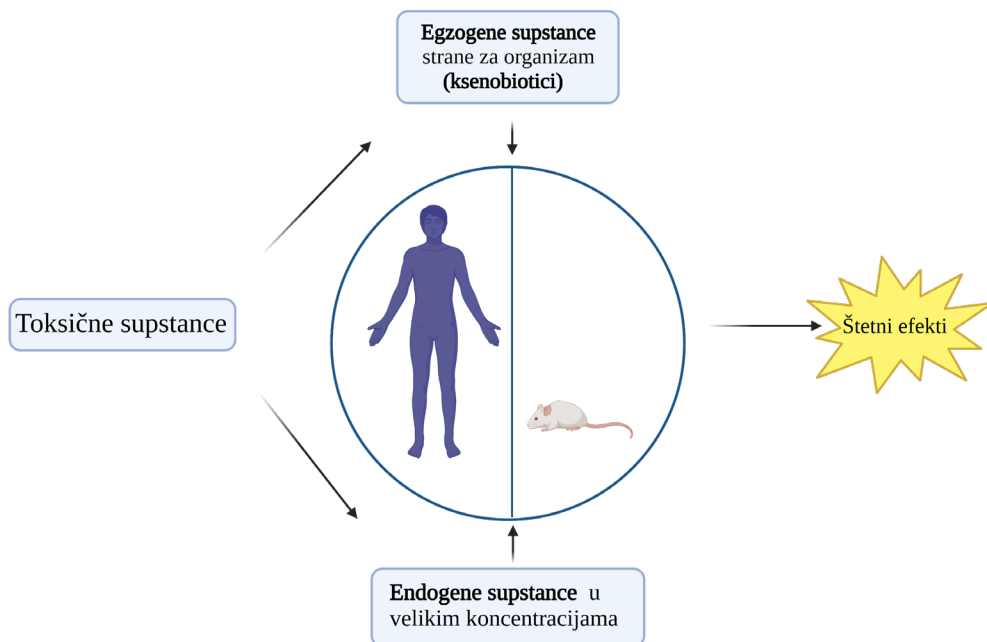 Egzogene supstance
strane za organizam
(ksenobiotici)
Toksične supstance
Štetni efekti
Endogene supstance u
velikim koncentracijama